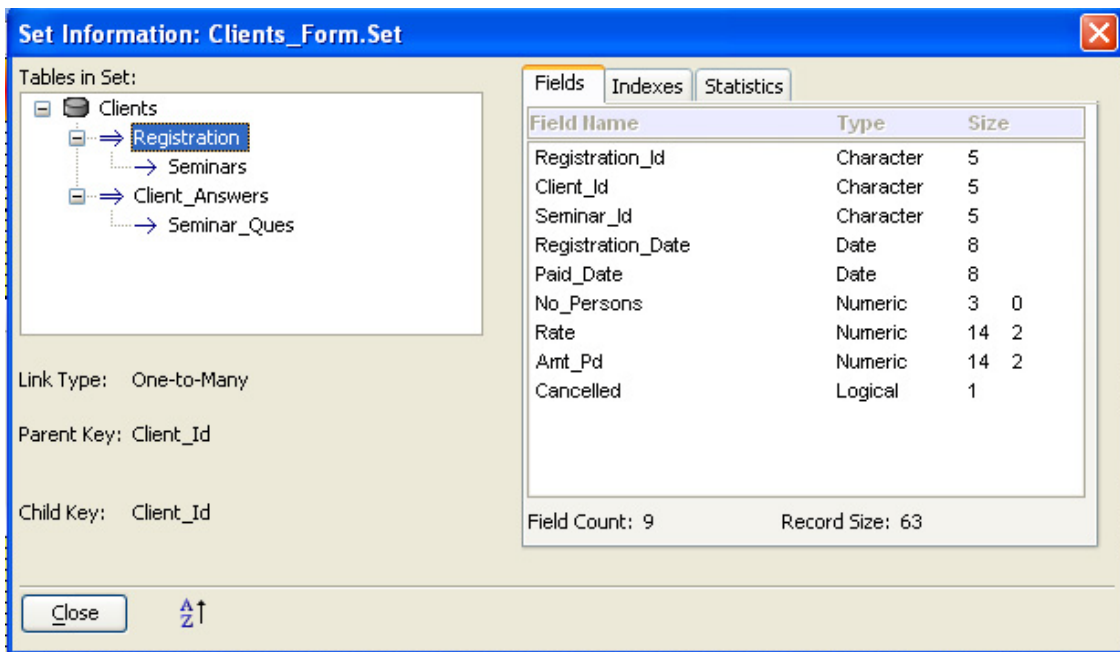 Set Information: Clients_Form.Set
Tables in Set:
Clients
Registration
Seminars
Client_Answers
Seminar_Ques
Link Type: One-to-Many
Parent Key: Client_Id
Child Key: Client_Id
Fields Indexes Statistics
Field Name Type Size
Registration_Id Character 5
Client_Id Character 5
Seminar_Id Character 5
Registration_Date Date 8
Paid_Date Date 8
No_Persons Numeric 3 0
Rate Numeric 14 2
Amt_Pd Numeric 14 2
Cancelled Logical 1
Field Count: 9 Record Size: 63
Close AZ